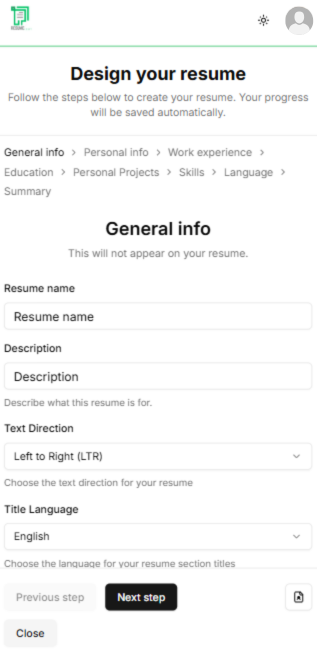 RESUME
Design your resume
Follow the steps below to create your resume. Your progress
will be saved automatically.
General info > Personal info > Work experience >
Education > Personal Projects > Skills > Language >
Summary
General info
This will not appear on your resume.
Resume name
Resume name
Description
Description
Describe what this resume is for.
Text Direction
Left to Right (LTR)
Choose the text direction for your resume
Title Language
English
Choose the language for your resume section titles
Previous step Next step
Close